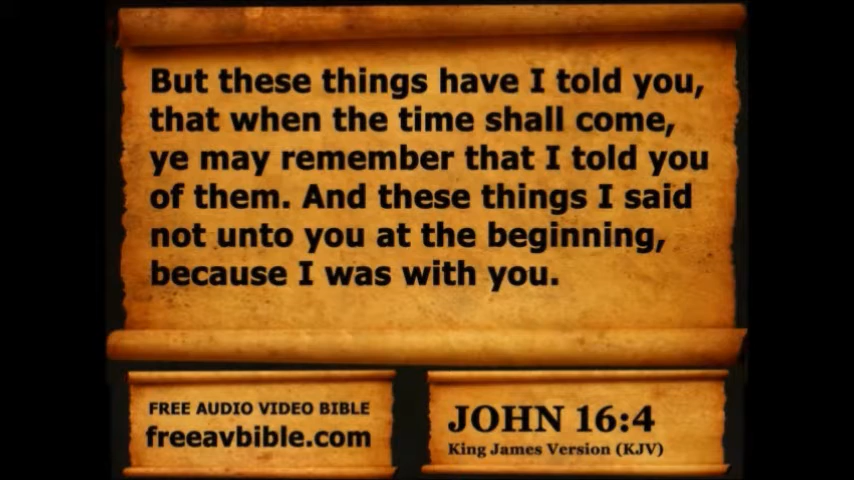 But these things have I told you,
that when the time shall come,
ye may remember that I told you
of them. And these things I said
not unto you at the beginning,
because I was with you.
FREE AUDIO VIDEO BIBLE
freeavbible.com
JOHN 16:4
King James Version (KJV)